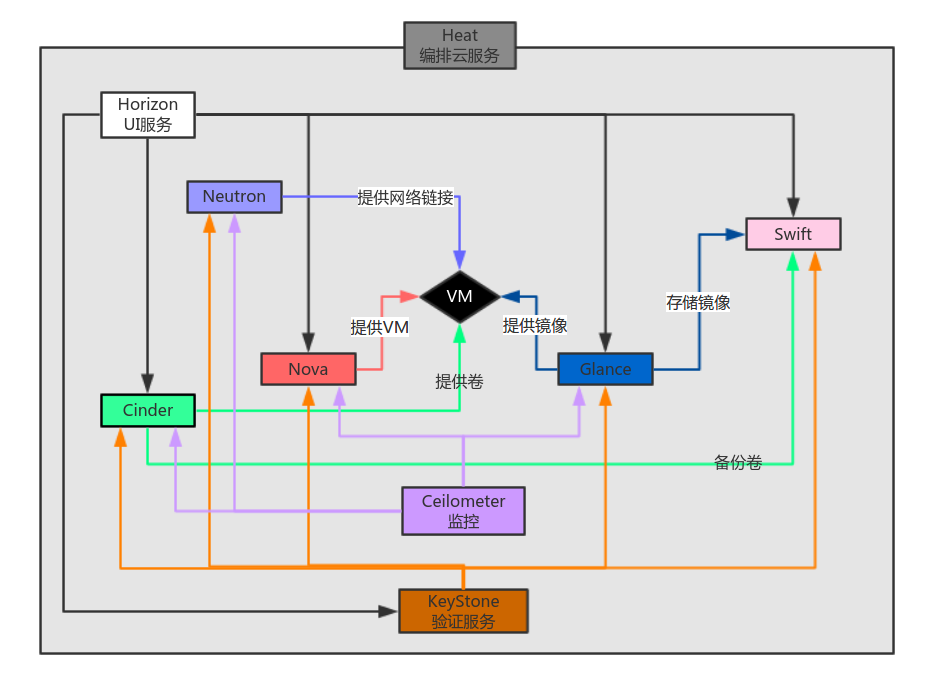 Heat
编排云服务
Horizon
UI服务
Neutron
提供网络链接
Swift
VM
存储镜像
提供VM
提供镜像
Nova
Glance
提供卷
Cinder
备份卷
Ceilometer
监控
KeyStone
验证服务